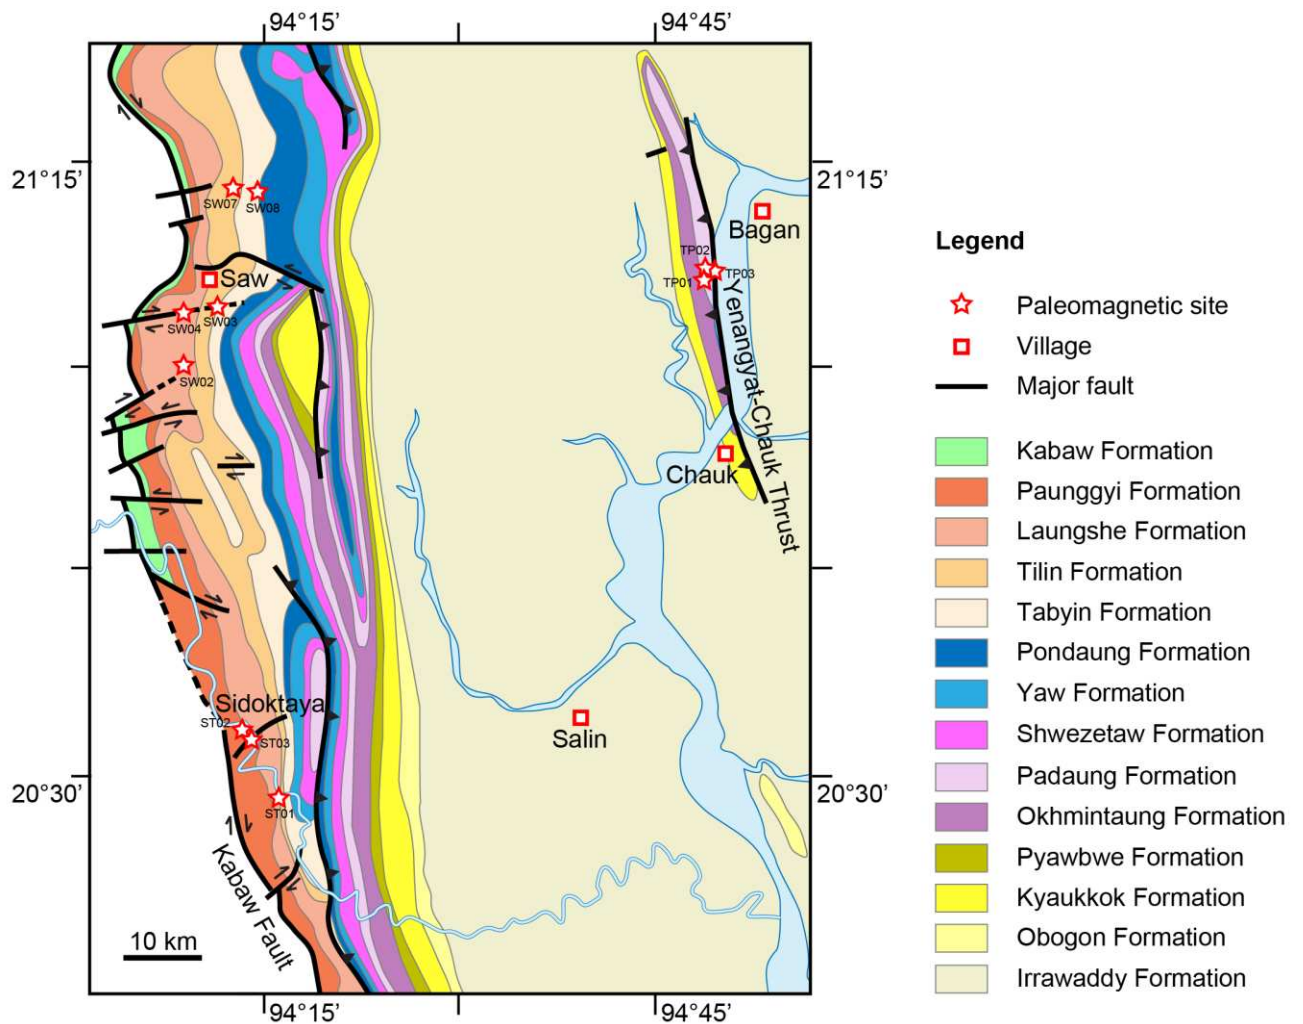 94°15’
94°45’
21°15’
21°15’
SW07
SW08
Bagan
TP02
TP03
TP01
Saw
SW04
SW03
SW02
Yenangyat-Chauk Thrust
Chauk
Sidoktaya
ST02
ST03
Salin
20°30’
20°30’
ST01
Kabaw Fault
10 km
94°15’
94°45’
Legend
Paleomagnetic site
Village
Major fault
Kabaw Formation
Paunggyi Formation
Laungshe Formation
Tilin Formation
Tabyin Formation
Pondaung Formation
Yaw Formation
Shwezetaw Formation
Padaung Formation
Okhmintaung Formation
Pyawbwe Formation
Kyaukkok Formation
Obogon Formation
Irrawaddy Formation